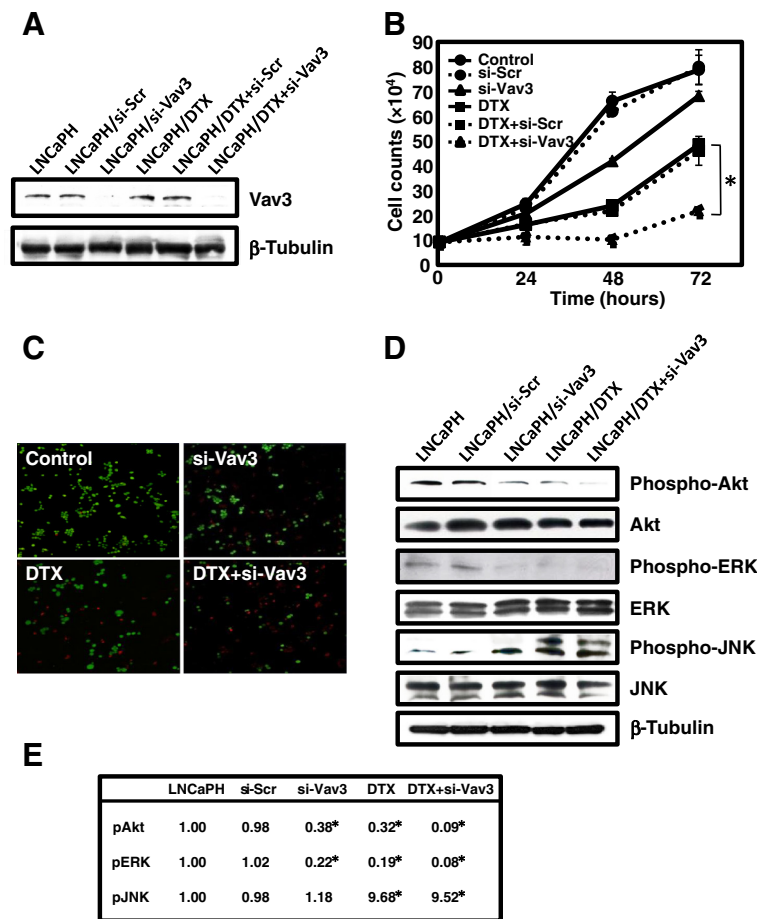 A
LNCaPH
LNCaPH/si-Scr
LNCaPH/si-Vav3
LNCaPH/DTX
LNCaPH/DTX+si-Scr
LNCaPH/DTX+si-Vav3
Vav3
β-Tubulin
B
Cell counts (×10⁴)
90
80
70
60
50
40
30
20
10
0
24
48
72
Time (hours)
Control
si-Scr
si-Vav3
DTX
DTX+si-Scr
DTX+si-Vav3
*
C
Control
si-Vav3
DTX
DTX+si-Vav3
D
LNCaPH
LNCaPH/si-Scr
LNCaPH/si-Vav3
LNCaPH/DTX
LNCaPH/DTX+si-Vav3
Phospho-Akt
Akt
Phospho-ERK
ERK
Phospho-JNK
JNK
β-Tubulin
E
LNCaPH si-Scr si-Vav3 DTX DTX+si-Vav3
pAkt 1.00 0.98 0.38* 0.32* 0.09*
pERK 1.00 1.02 0.22* 0.19* 0.08*
pJNK 1.00 0.98 1.18 9.68* 9.52*